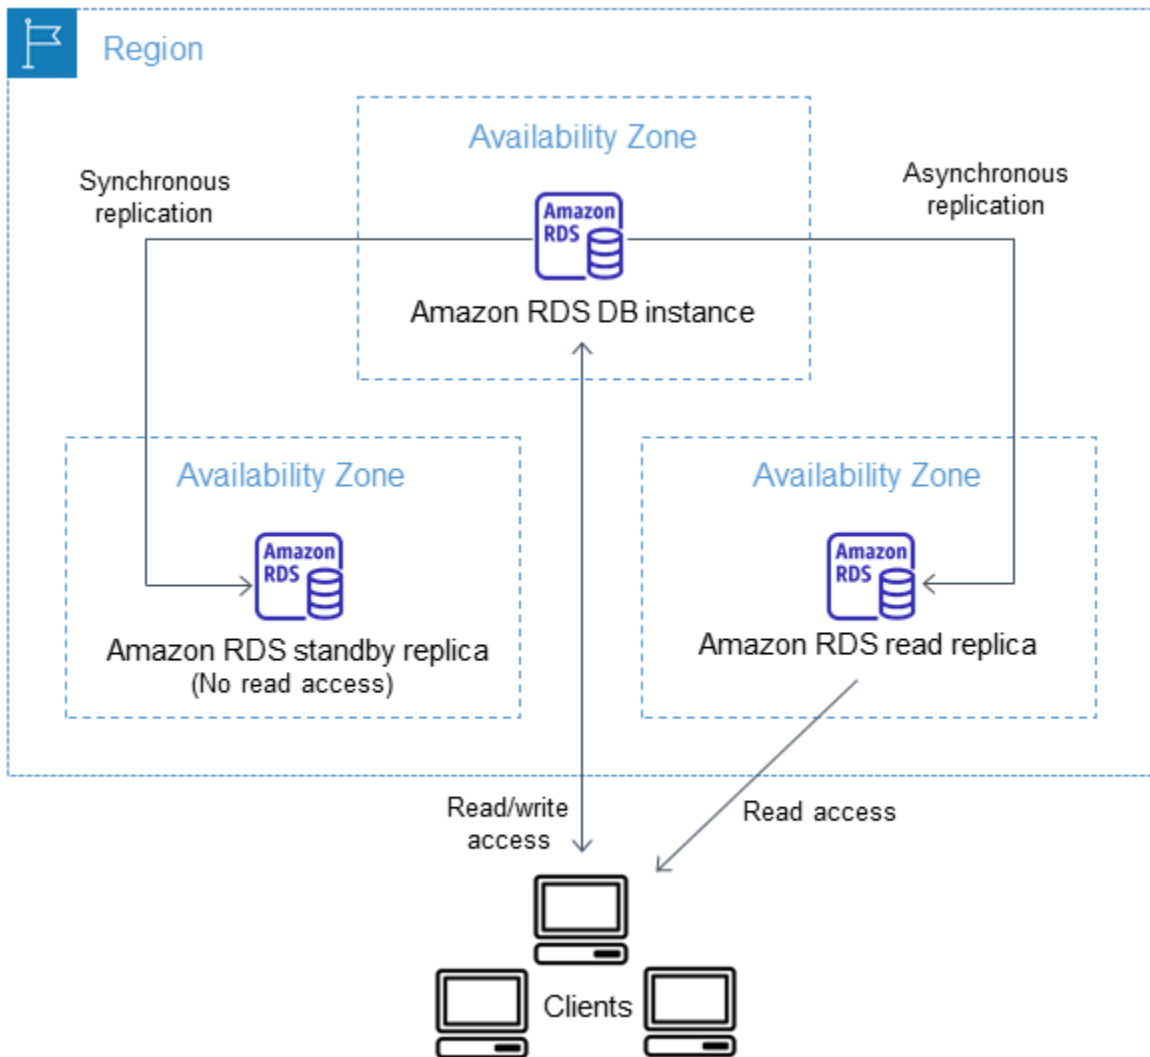 Region
Availability Zone
Synchronous
replication
Asynchronous
replication
Amazon
RDS
Amazon RDS DB instance
Availability Zone
Availability Zone
Amazon
RDS
Amazon
RDS
Amazon RDS standby replica
(No read access)
Amazon RDS read replica
Read/write
access
Read access
Clients